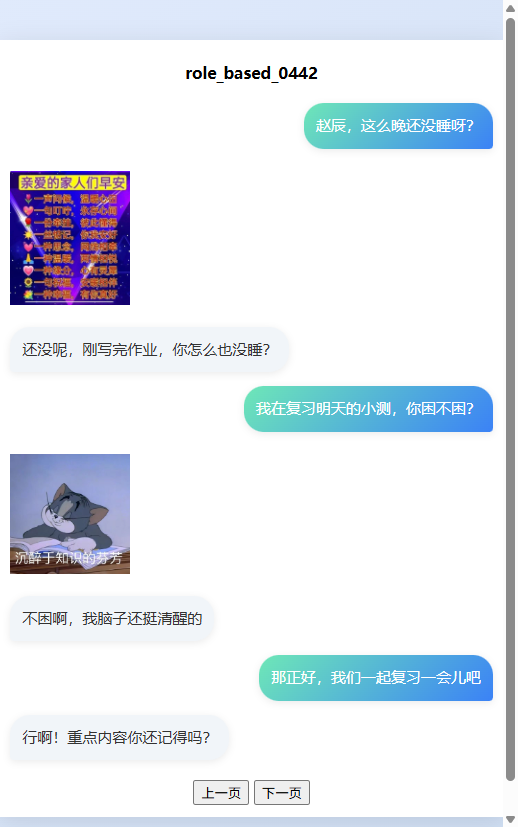 role_based_0442
赵辰，这么晚还没睡呀？
亲爱的家人们早安
还没呢，刚写完作业，你怎么也没睡？
我在复习明天的小测，你困不困？
沉醉于知识的芬芳
不困啊，我脑子还挺清醒的
那正好，我们一起复习一会儿吧
行啊！重点内容你还记得吗？
上一页 下一页